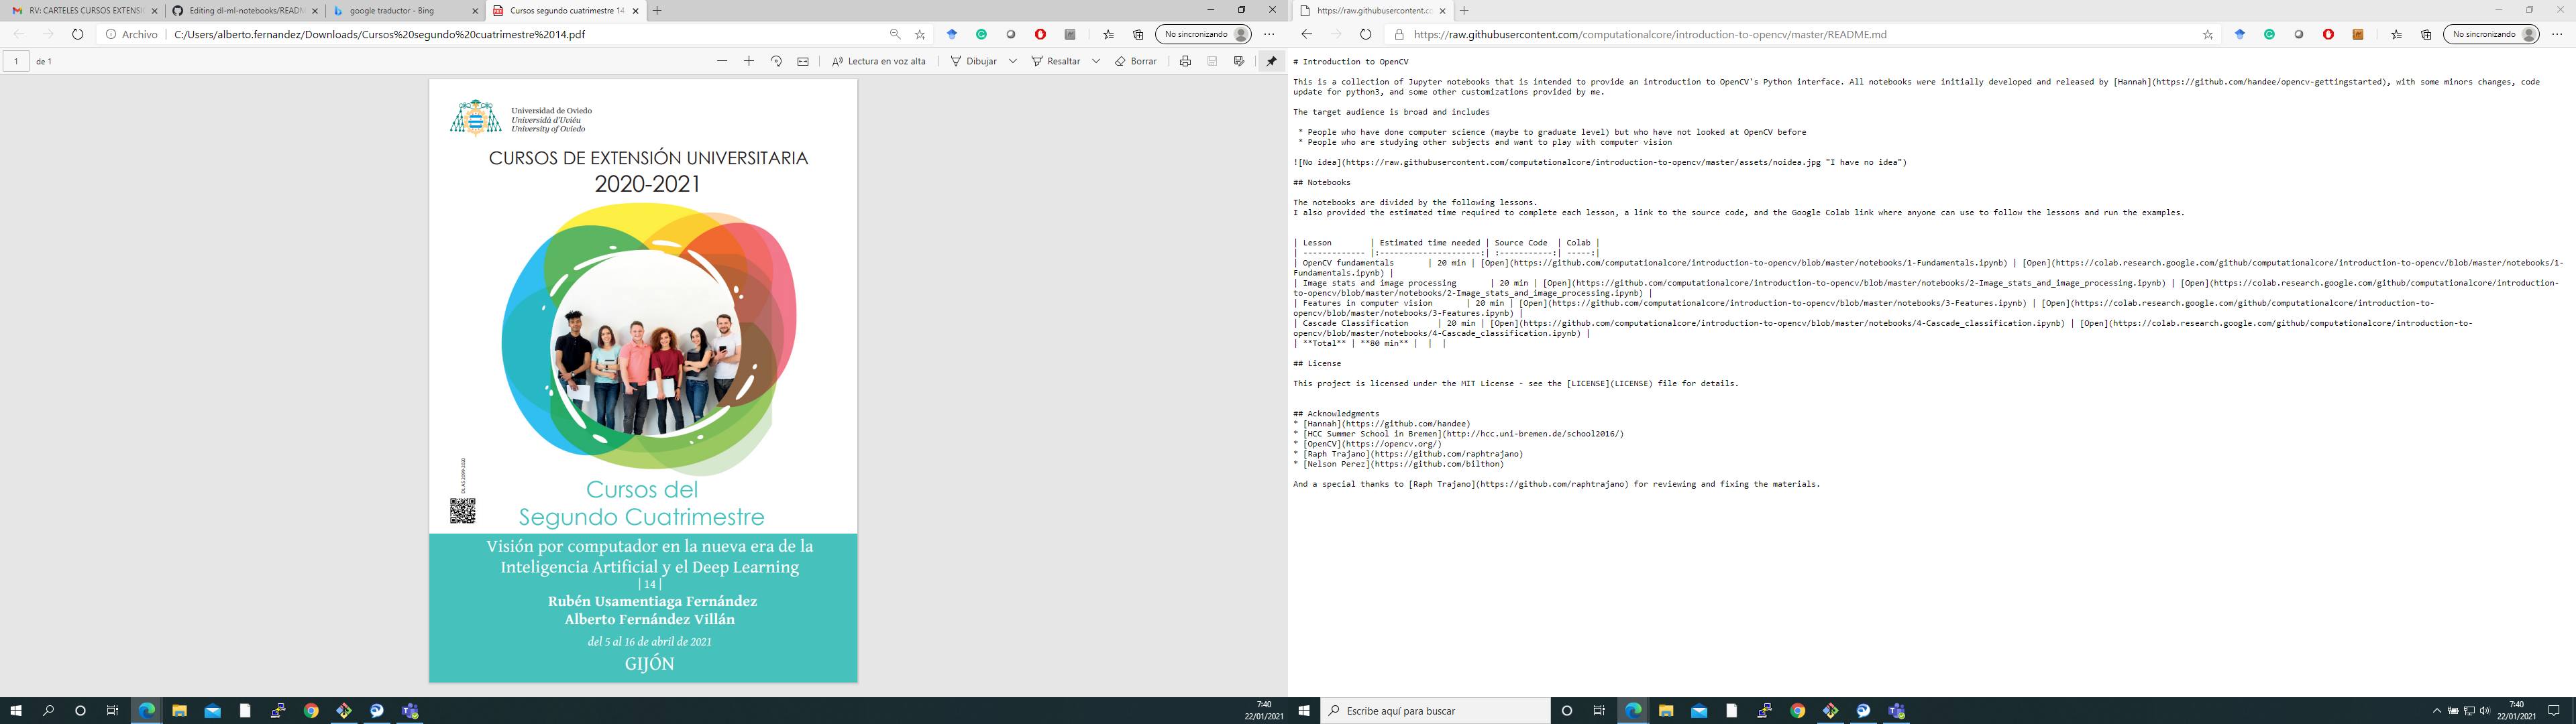 RV: CARTELES CURSOS EXTENSI
Editing dl-ml-notebooks/READM
google traductor - Bing
Cursos segundo cuatrimestre 14.
Archivo
C:/Users/alberto.fernandez/Downloads/Cursos%20segundo%20cuatrimestre%2014.pdf
No sincronizando
1 de 1
Lectura en voz alta
Dibujar
Resaltar
Borrar
Universidad de Oviedo
Universidá d'Uviéu
University of Oviedo
CURSOS DE EXTENSIÓN UNIVERSITARIA
2020-2021
Cursos del
Segundo Cuatrimestre
Visión por computador en la nueva era de la
Inteligencia Artificial y el Deep Learning
| 14 |
Rubén Usamentiaga Fernández
Alberto Fernández Villán
del 5 al 16 de abril de 2021
GIJÓN
7:40
22/01/2021
https://raw.githubusercontent.co
https://raw.githubusercontent.com/computationalcore/introduction-to-opencv/master/README.md
No sincronizando
# Introduction to OpenCV
This is a collection of Jupyter notebooks that is intended to provide an introduction to OpenCV's Python interface. All notebooks were initially developed and released by [Hannah](https://github.com/handee/opencv-gettingstarted), with some minors changes, code
update for python3, and some other customizations provided by me.
The target audience is broad and includes
* People who have done computer science (maybe to graduate level) but who have not looked at OpenCV before
* People who are studying other subjects and want to play with computer vision
![No idea](https://raw.githubusercontent.com/computationalcore/introduction-to-opencv/master/assets/noidea.jpg "I have no idea")
## Notebooks
The notebooks are divided by the following lessons.
I also provided the estimated time required to complete each lesson, a link to the source code, and the Google Colab link where anyone can use to follow the lessons and run the examples.
| Lesson | Estimated time needed | Source Code | Colab |
| ------------- |:---------------------:| :-----------:| -----:|
| OpenCV fundamentals | 20 min | [Open](https://github.com/computationalcore/introduction-to-opencv/blob/master/notebooks/1-Fundamentals.ipynb) | [Open](https://colab.research.google.com/github/computationalcore/introduction-to-opencv/blob/master/notebooks/1-
Fundamentals.ipynb) |
| Image stats and image processing | 20 min | [Open](https://github.com/computationalcore/introduction-to-opencv/blob/master/notebooks/2-Image_stats_and_image_processing.ipynb) | [Open](https://colab.research.google.com/github/computationalcore/introduction-
to-opencv/blob/master/notebooks/2-Image_stats_and_image_processing.ipynb) |
| Features in computer vision | 20 min | [Open](https://github.com/computationalcore/introduction-to-opencv/blob/master/notebooks/3-Features.ipynb) | [Open](https://colab.research.google.com/github/computationalcore/introduction-to-
opencv/blob/master/notebooks/3-Features.ipynb) |
| Cascade Classification | 20 min | [Open](https://github.com/computationalcore/introduction-to-opencv/blob/master/notebooks/4-Cascade_classification.ipynb) | [Open](https://colab.research.google.com/github/computationalcore/introduction-to-
opencv/blob/master/notebooks/4-Cascade_classification.ipynb) |
| **Total** | **80 min** | | |
## License
This project is licensed under the MIT License - see the [LICENSE](LICENSE) file for details.
## Acknowledgments
* [Hannah](https://github.com/handee)
* [HCC Summer School in Bremen](http://hcc.uni-bremen.de/school2016/)
* [OpenCV](https://opencv.org/)
* [Raph Trajano](https://github.com/raphtrajano)
* [Nelson Perez](https://github.com/bilthon)
And a special thanks to [Raph Trajano](https://github.com/raphtrajano) for reviewing and fixing the materials.
Escribe aquí para buscar
7:40
22/01/2021